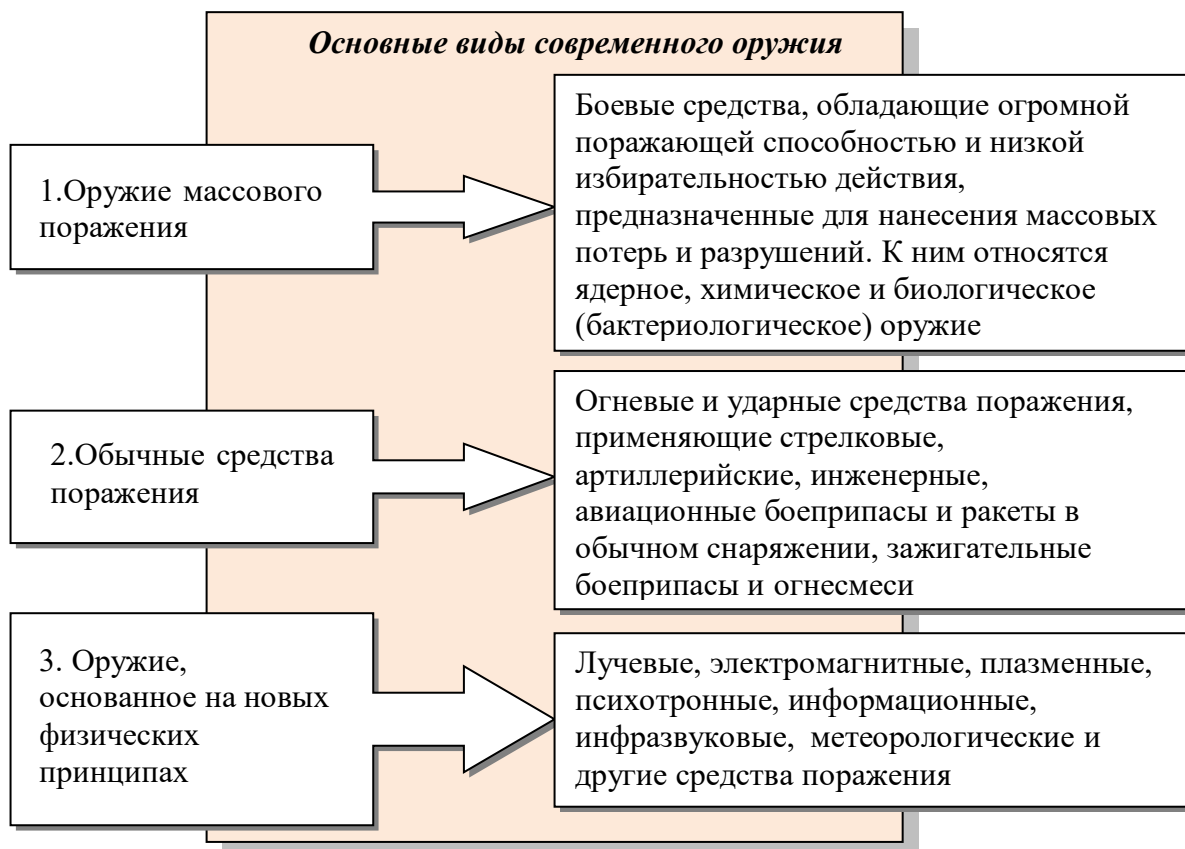 Основные виды современного оружия
1.Оружие массового
поражения
Боевые средства, обладающие огромной
поражающей способностью и низкой
избирательностью действия,
предназначенные для нанесения массовых
потерь и разрушений. К ним относятся
ядерное, химическое и биологическое
(бактериологическое) оружие
2.Обычные средства
поражения
Огневые и ударные средства поражения,
применяющие стрелковые,
артиллерийские, инженерные,
авиационные боеприпасы и ракеты в
обычном снаряжении, зажигательные
боеприпасы и огнесмеси
3. Оружие,
основанное на новых
физических
принципах
Лучевые, электромагнитные, плазменные,
психотронные, информационные,
инфразвуковые, метеорологические и
другие средства поражения